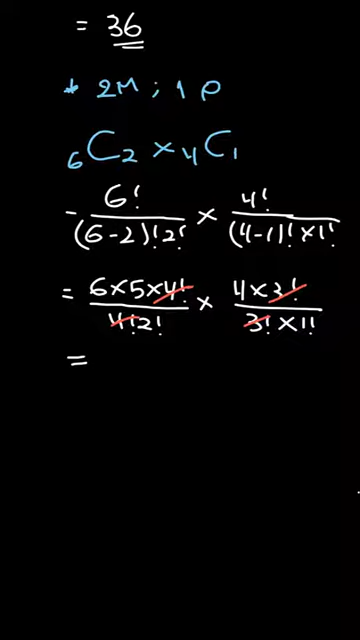 = 36
* 2M ; 1 P
₆C₂ × ₄C₁
- 6! / (6-2)! 2! × 4! / (4-1)! × 1!
= 6×5×4! / 4! 2! × 4×3! / 3! × 1!
=